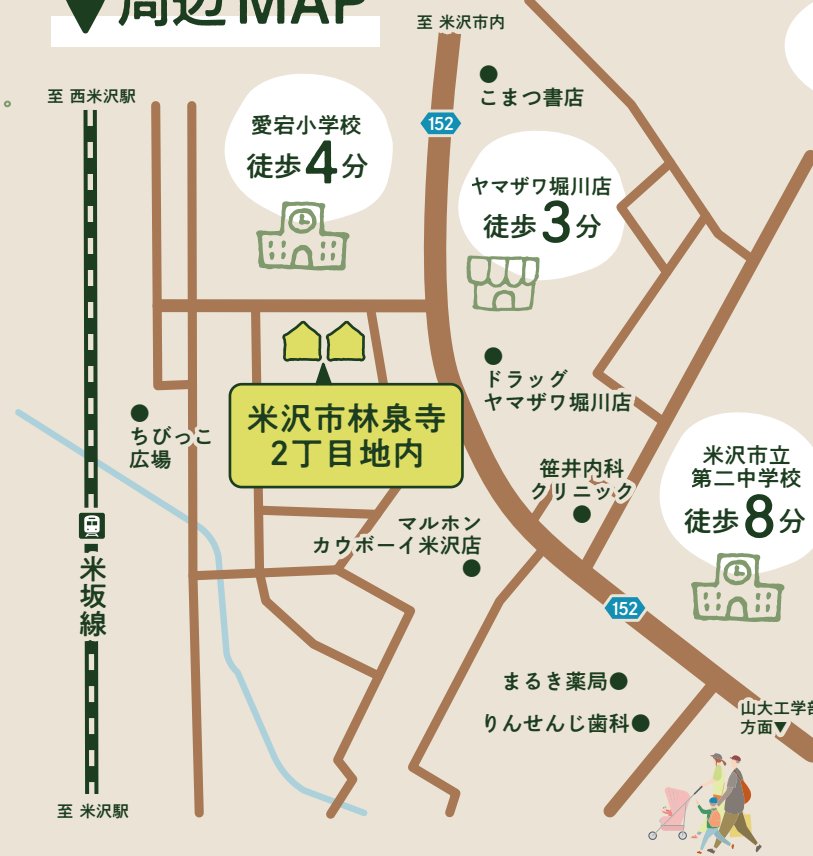 周辺MAP
至 米沢市内
こまつ書店
至 西米沢駅
愛宕小学校
徒歩4分
152
ヤマザワ堀川店
徒歩3分
ドラッグ
ヤマザワ堀川店
米沢市林泉寺
2丁目地内
ちびっこ
広場
笹井内科
クリニック
米沢市立
第二中学校
徒歩8分
マルホン
カウボーイ米沢店
米坂線
152
まるき薬局
りんせんじ歯科
山大工学部
方面▼
至 米沢駅